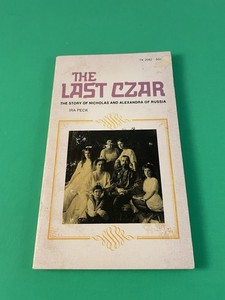 THE
LAST CZAR
THE STORY OF NICHOLAS AND ALEXANDRA OF RUSSIA
IRA PECK